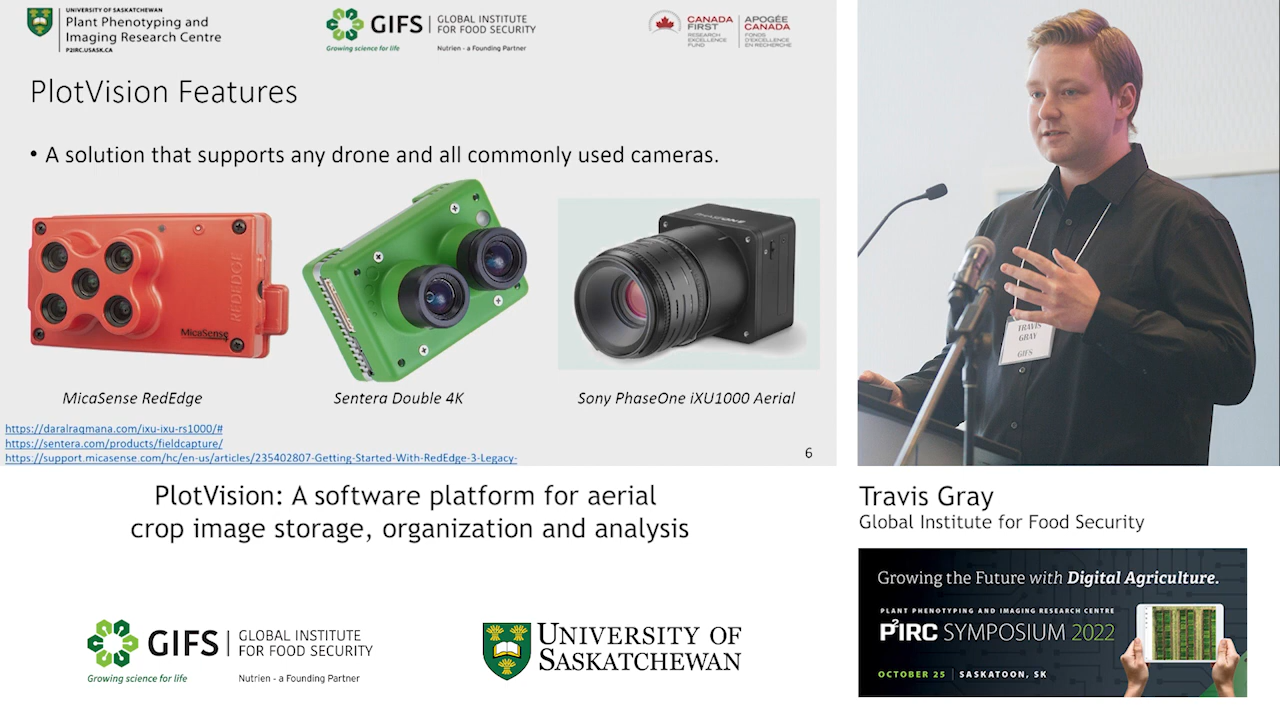 UNIVERSITY OF SASKATCHEWAN
Plant Phenotyping and
Imaging Research Centre
P2IRC.USASK.CA
GIFS
GLOBAL INSTITUTE
FOR FOOD SECURITY
Growing science for life
Nutrien - a Founding Partner
CANADA
FIRST
RESEARCH
EXCELLENCE
FUND
APOGÉE
CANADA
FONDS
D'EXCELLENCE
EN RECHERCHE
PlotVision Features
• A solution that supports any drone and all commonly used cameras.
REDEDGE
MicaSense
PHASEONE
MicaSense RedEdge
Sentera Double 4K
Sony PhaseOne iXU1000 Aerial
https://daralraqmana.com/ixu-ixu-rs1000/#
https://sentera.com/products/fieldcapture/
https://support.micasense.com/hc/en-us/articles/235402807-Getting-Started-With-RedEdge-3-Legacy-
6
TRAVIS
GRAY
GIFS
PlotVision: A software platform for aerial
crop image storage, organization and analysis
Travis Gray
Global Institute for Food Security
GIFS
GLOBAL INSTITUTE
FOR FOOD SECURITY
Growing science for life
Nutrien - a Founding Partner
UNIVERSITY OF
SASKATCHEWAN
Growing the Future with Digital Agriculture.
PLANT PHENOTYPING AND IMAGING RESEARCH CENTRE
P²IRC SYMPOSIUM 2022
OCTOBER 25 | SASKATOON, SK